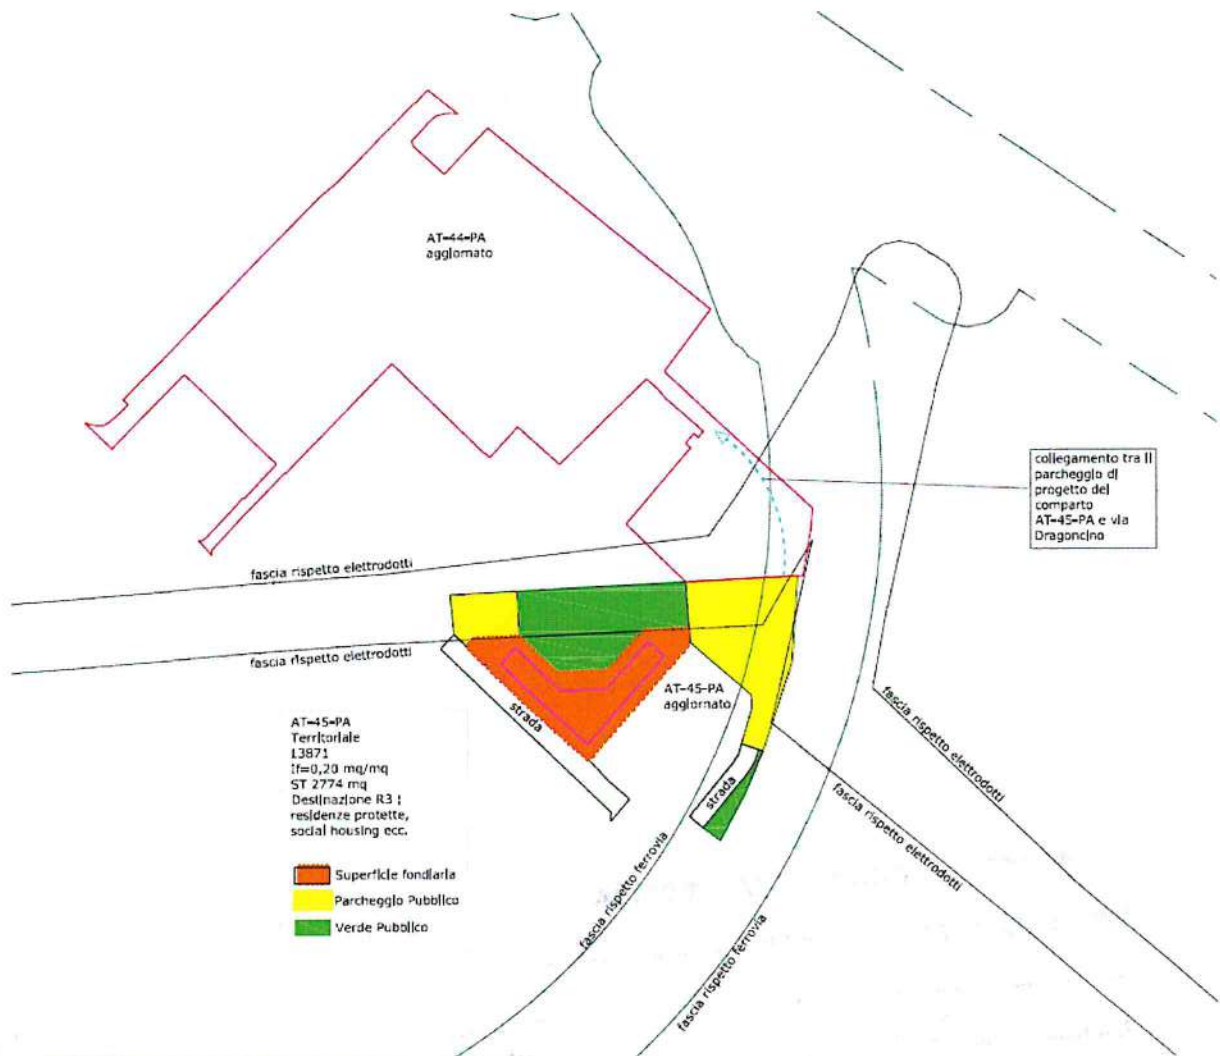 AT-44-PA
aggiornato
collegamento tra il
parcheggio di
progetto del
comparto
AT-45-PA e via
Dragoncino
fascia rispetto elettrodotti
fascia rispetto elettrodotti
AT-45-PA
aggiornato
strada
strada
fascia rispetto elettrodotti
fascia rispetto elettrodotti
AT-45-PA
Territoriale
13871
If=0,20 mq/mq
ST 2774 mq
Destinazione R3 :
residenze protette,
social housing ecc.
Superficie fondiaria
Parcheggio Pubblico
Verde Pubblico
fascia rispetto ferrovia
fascia rispetto ferrovia